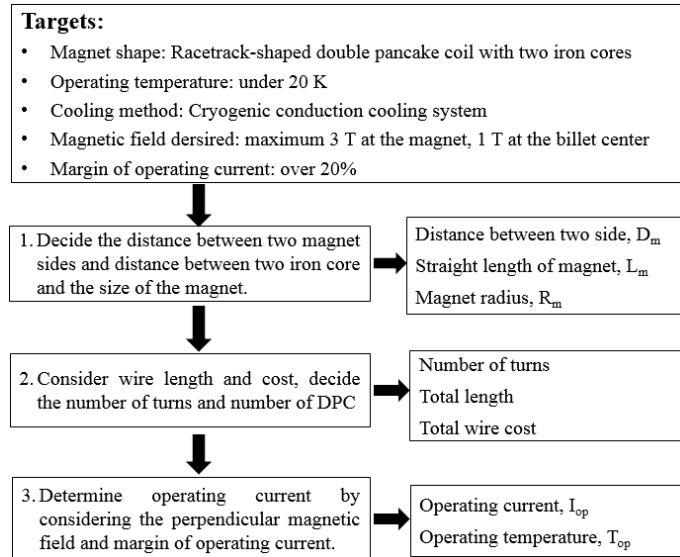 Targets:
• Magnet shape: Racetrack-shaped double pancake coil with two iron cores
• Operating temperature: under 20 K
• Cooling method: Cryogenic conduction cooling system
• Magnetic field dersired: maximum 3 T at the magnet, 1 T at the billet center
• Margin of operating current: over 20%
1. Decide the distance between two magnet
sides and distance between two iron core
and the size of the magnet.
Distance between two side, Dm
Straight length of magnet, Lm
Magnet radius, Rm
2. Consider wire length and cost, decide
the number of turns and number of DPC
Number of turns
Total length
Total wire cost
3. Determine operating current by
considering the perpendicular magnetic
field and margin of operating current.
Operating current, Iop
Operating temperature, Top